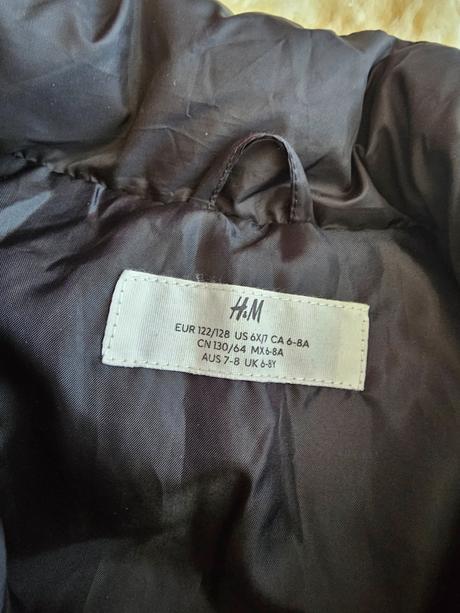 H&M
EUR 122/128 US 6X/7 CA 6-8A
CN 130/64 MX 6-8A
AUS 7-8 UK 6-8Y